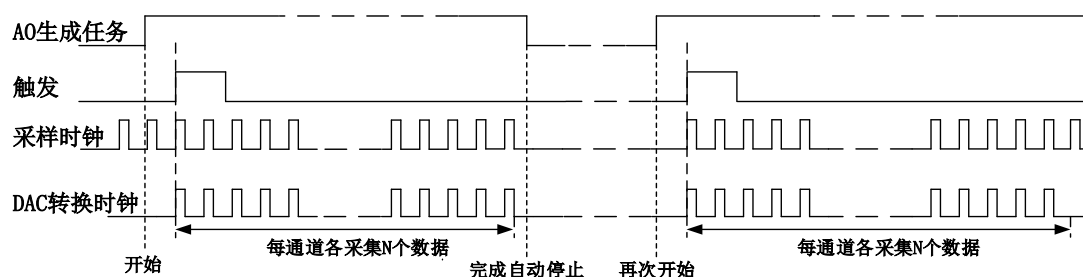 AO生成任务
触发
采样时钟
DAC转换时钟
每通道各采集N个数据
每通道各采集N个数据
开始
完成自动停止
再次开始